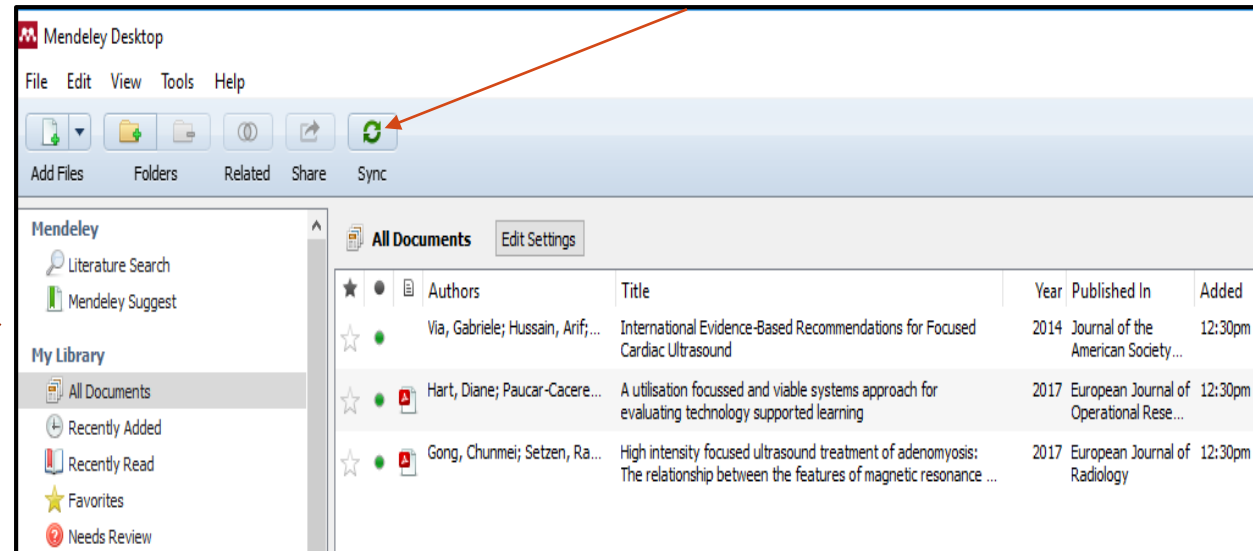 Mendeley Desktop
File Edit View Tools Help
Add Files Folders Related Share Sync
Mendeley
Literature Search
Mendeley Suggest
My Library
All Documents
Recently Added
Recently Read
Favorites
Needs Review
All Documents Edit Settings
Authors Title Year Published In Added
Via, Gabriele; Hussain, Arif;... International Evidence-Based Recommendations for Focused 2014 Journal of the 12:30pm
Cardiac Ultrasound American Society...
Hart, Diane; Paucar-Cacere... A utilisation focussed and viable systems approach for 2017 European Journal of 12:30pm
evaluating technology supported learning Operational Rese...
Gong, Chunmei; Setzen, Ra... High intensity focused ultrasound treatment of adenomyosis: 2017 European Journal of 12:30pm
The relationship between the features of magnetic resonance ... Radiology